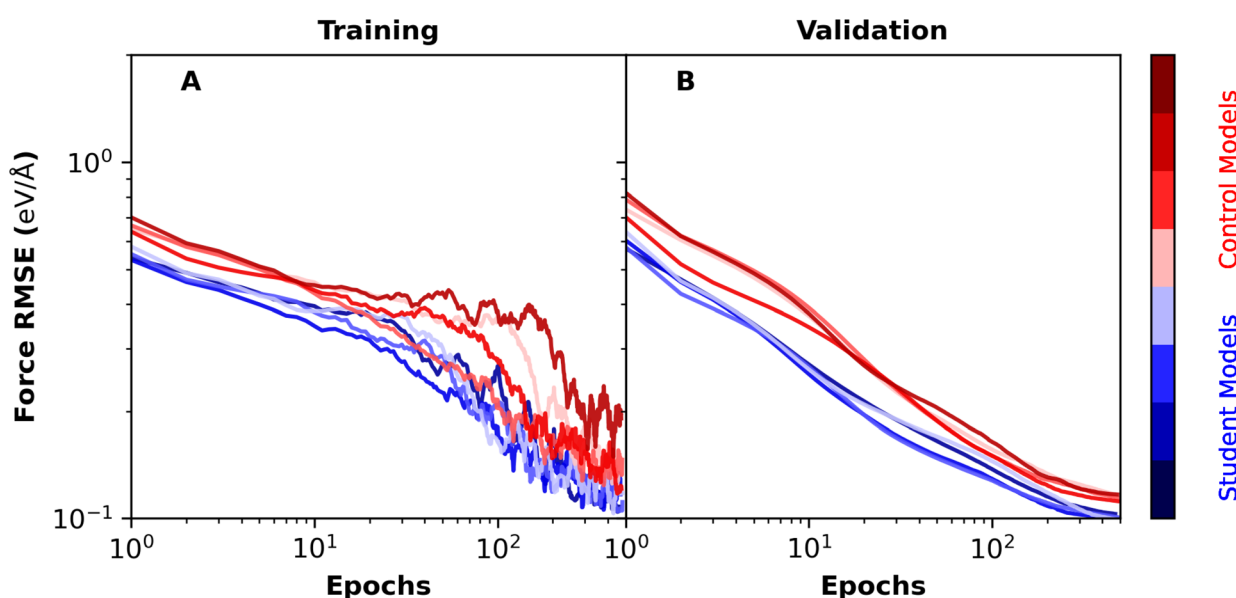 Training
Validation
A
B
Force RMSE (eV/Å)
10⁰
10⁻¹
10⁰
10¹
10²
10⁰
10¹
10²
Epochs
Epochs
Control Models
Student Models